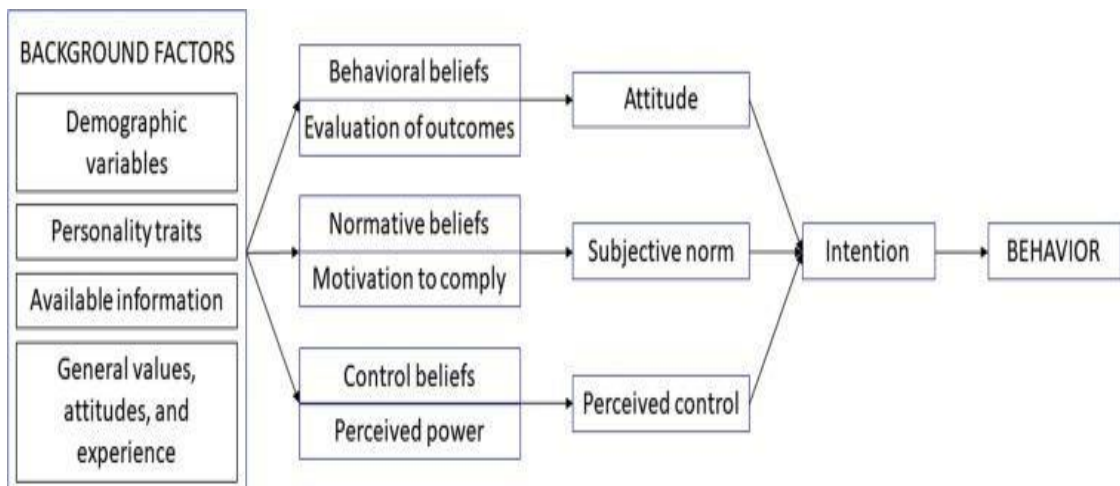 BACKGROUND FACTORS
Demographic
variables
Personality traits
Available information
General values,
attitudes, and
experience
Behavioral beliefs
Evaluation of outcomes
Normative beliefs
Motivation to comply
Control beliefs
Perceived power
Attitude
Subjective norm
Perceived control
Intention
BEHAVIOR